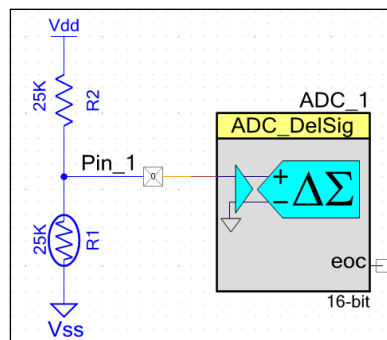 Vdd
25K
R2
Pin_1
25K
R1
Vss
ADC_1
ADC_DelSig
+
−
ΔΣ
eoc
16-bit